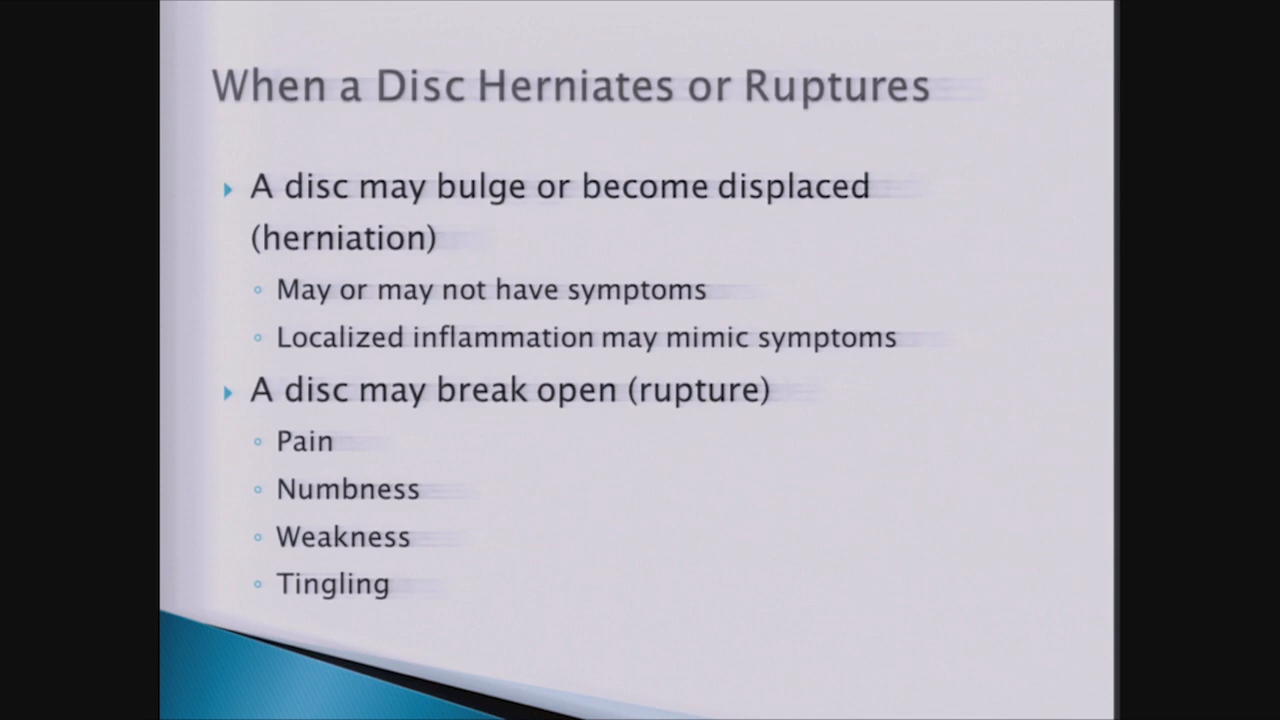 When a Disc Herniates or Ruptures
A disc may bulge or become displaced
(herniation)
May or may not have symptoms
Localized inflammation may mimic symptoms
A disc may break open (rupture)
Pain
Numbness
Weakness
Tingling